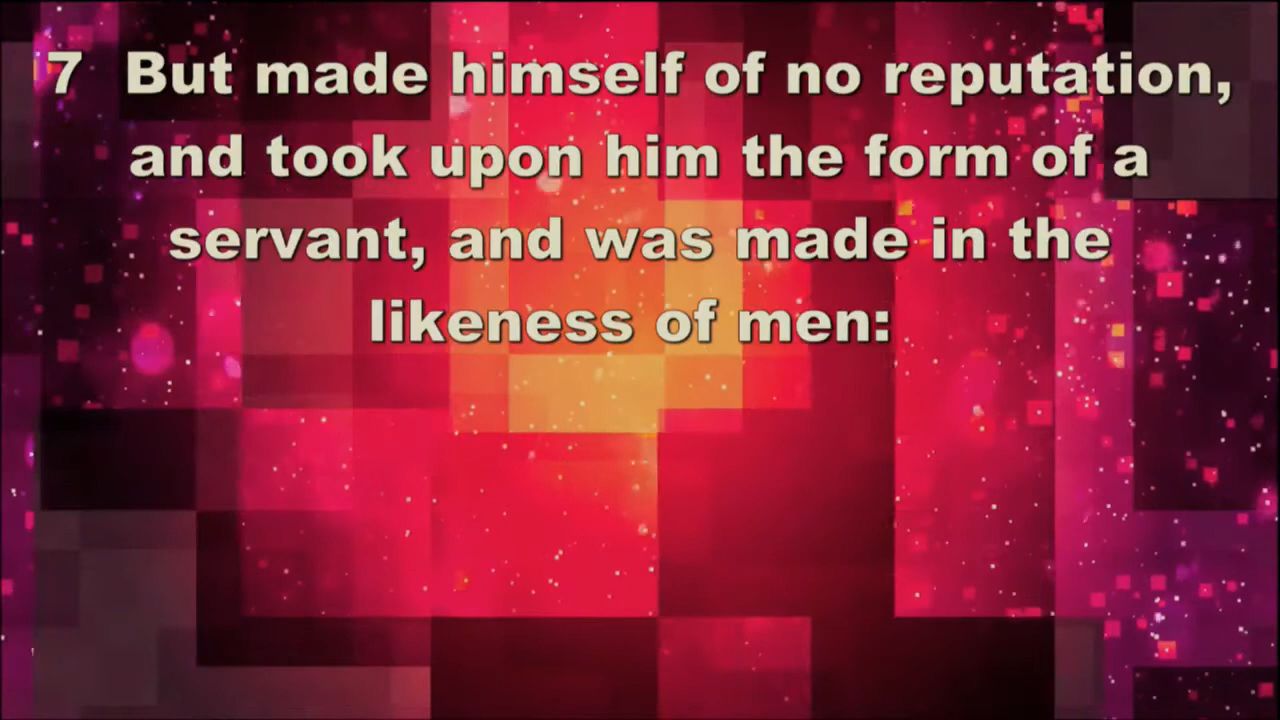 7 But made himself of no reputation,
and took upon him the form of a
servant, and was made in the
likeness of men: